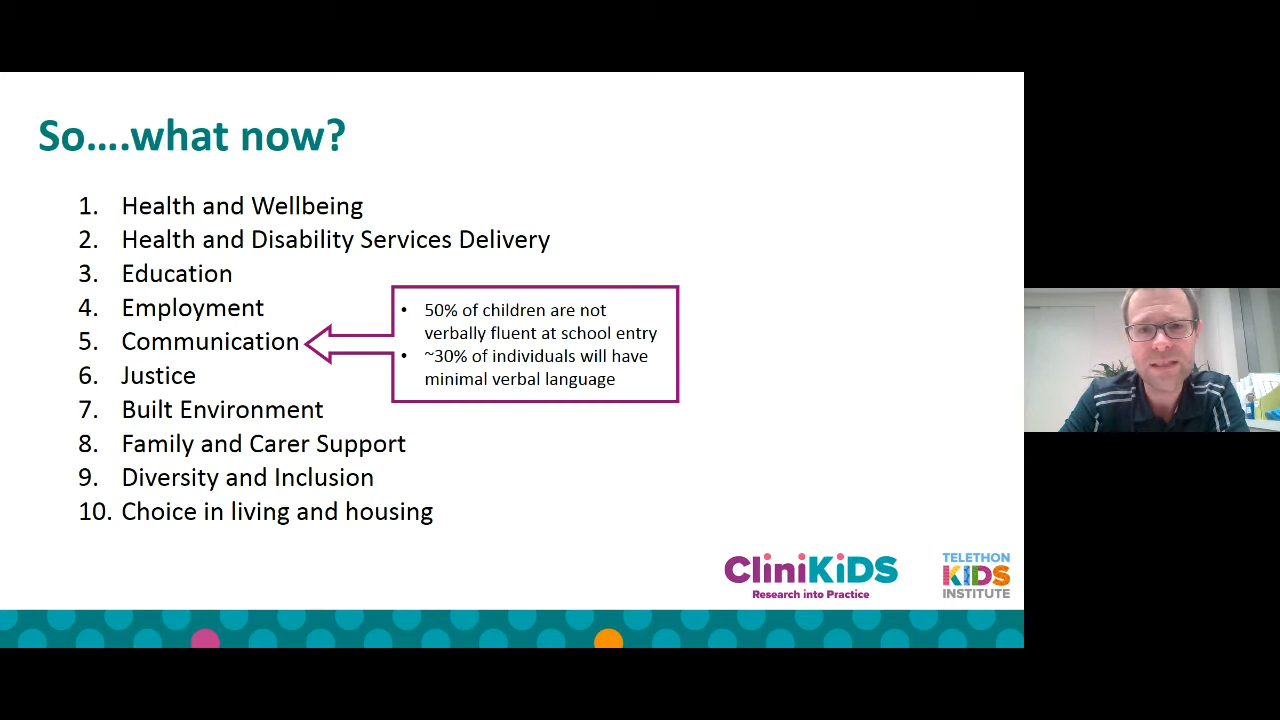 So....what now?
1. Health and Wellbeing
2. Health and Disability Services Delivery
3. Education
4. Employment
5. Communication
6. Justice
7. Built Environment
8. Family and Carer Support
9. Diversity and Inclusion
10. Choice in living and housing
• 50% of children are not
verbally fluent at school entry
• ~30% of individuals will have
minimal verbal language
CliniKiDS
Research into Practice
TELETHON
KIDS
INSTITUTE